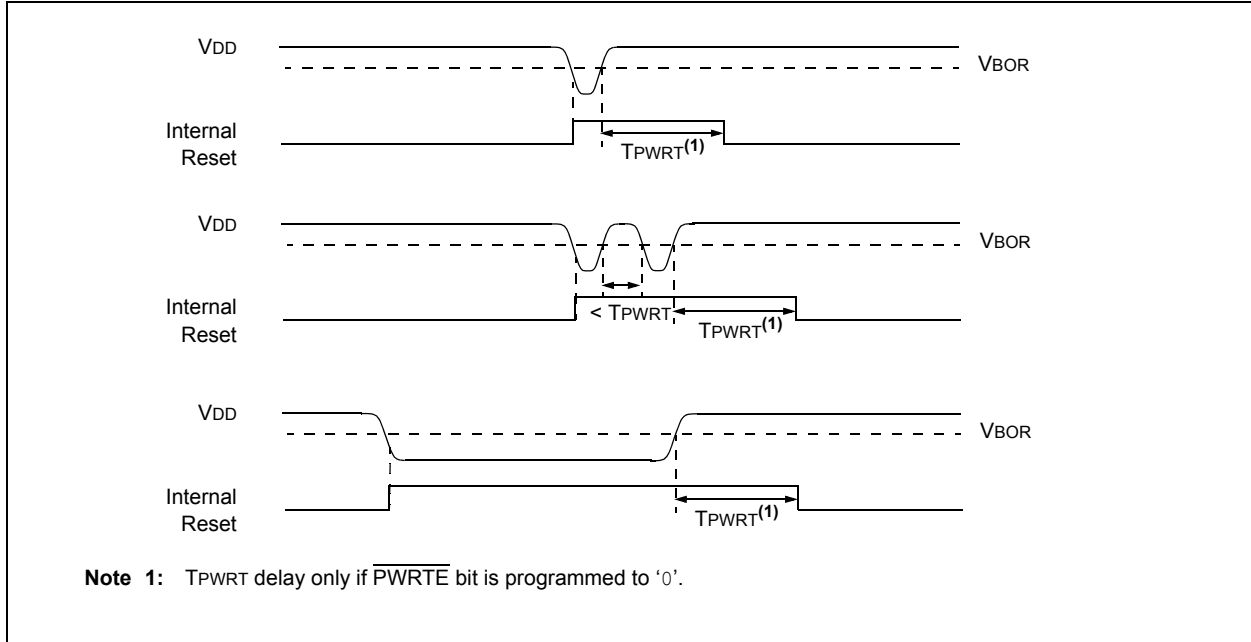 VDD
VBOR
Internal
Reset
TPWRT(1)
VDD
VBOR
Internal
Reset
< TPWRT
TPWRT(1)
VDD
VBOR
Internal
Reset
TPWRT(1)
Note 1: TPWRT delay only if PWRTE bit is programmed to ‘0’.